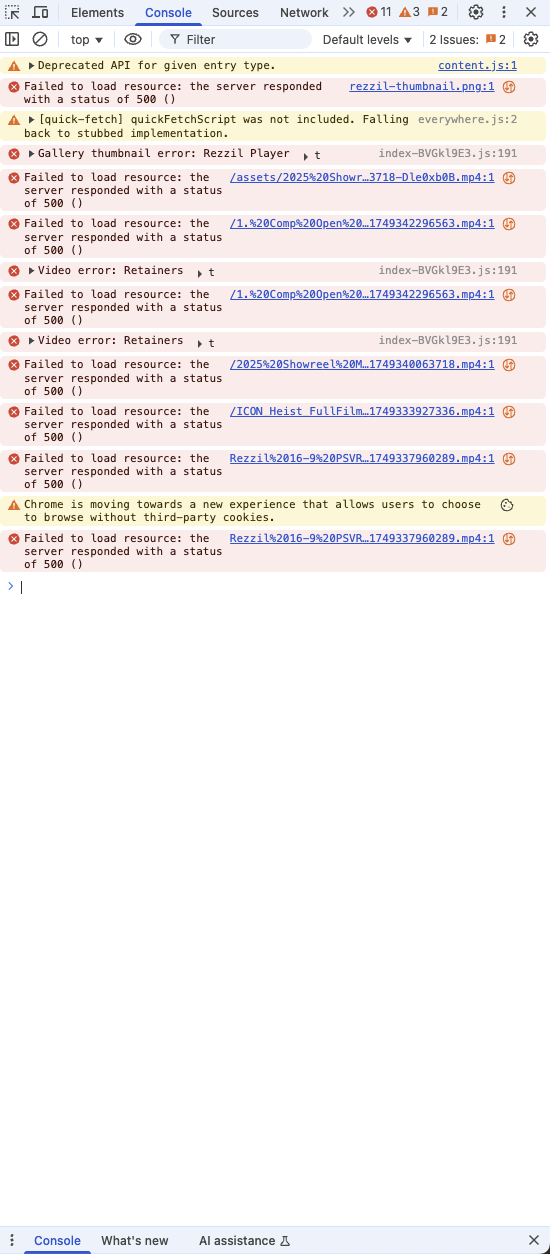 Elements Console Sources Network 11 3 2
top Filter Default levels 2 Issues: 2
Deprecated API for given entry type. content.js:1
Failed to load resource: the server responded rezzil-thumbnail.png:1
with a status of 500 ()
[quick-fetch] quickFetchScript was not included. Falling everywhere.js:2
back to stubbed implementation.
Gallery thumbnail error: Rezzil Player t index-BVGkl9E3.js:191
Failed to load resource: the /assets/2025%20Showr…3718-Dle0xb0B.mp4:1
server responded with a status
of 500 ()
Failed to load resource: the /1.%20Comp%20Open%20…1749342296563.mp4:1
server responded with a status
of 500 ()
Video error: Retainers t index-BVGkl9E3.js:191
Failed to load resource: the /1.%20Comp%20Open%20…1749342296563.mp4:1
server responded with a status
of 500 ()
Video error: Retainers t index-BVGkl9E3.js:191
Failed to load resource: the /2025%20Showreel%20M…1749340063718.mp4:1
server responded with a status
of 500 ()
Failed to load resource: the /ICON_Heist_FullFilm…1749333927336.mp4:1
server responded with a status
of 500 ()
Failed to load resource: the Rezzil%2016-9%20PSVR…1749337960289.mp4:1
server responded with a status
of 500 ()
Chrome is moving towards a new experience that allows users to choose
to browse without third-party cookies.
Failed to load resource: the Rezzil%2016-9%20PSVR…1749337960289.mp4:1
server responded with a status
of 500 ()
Console What's new AI assistance